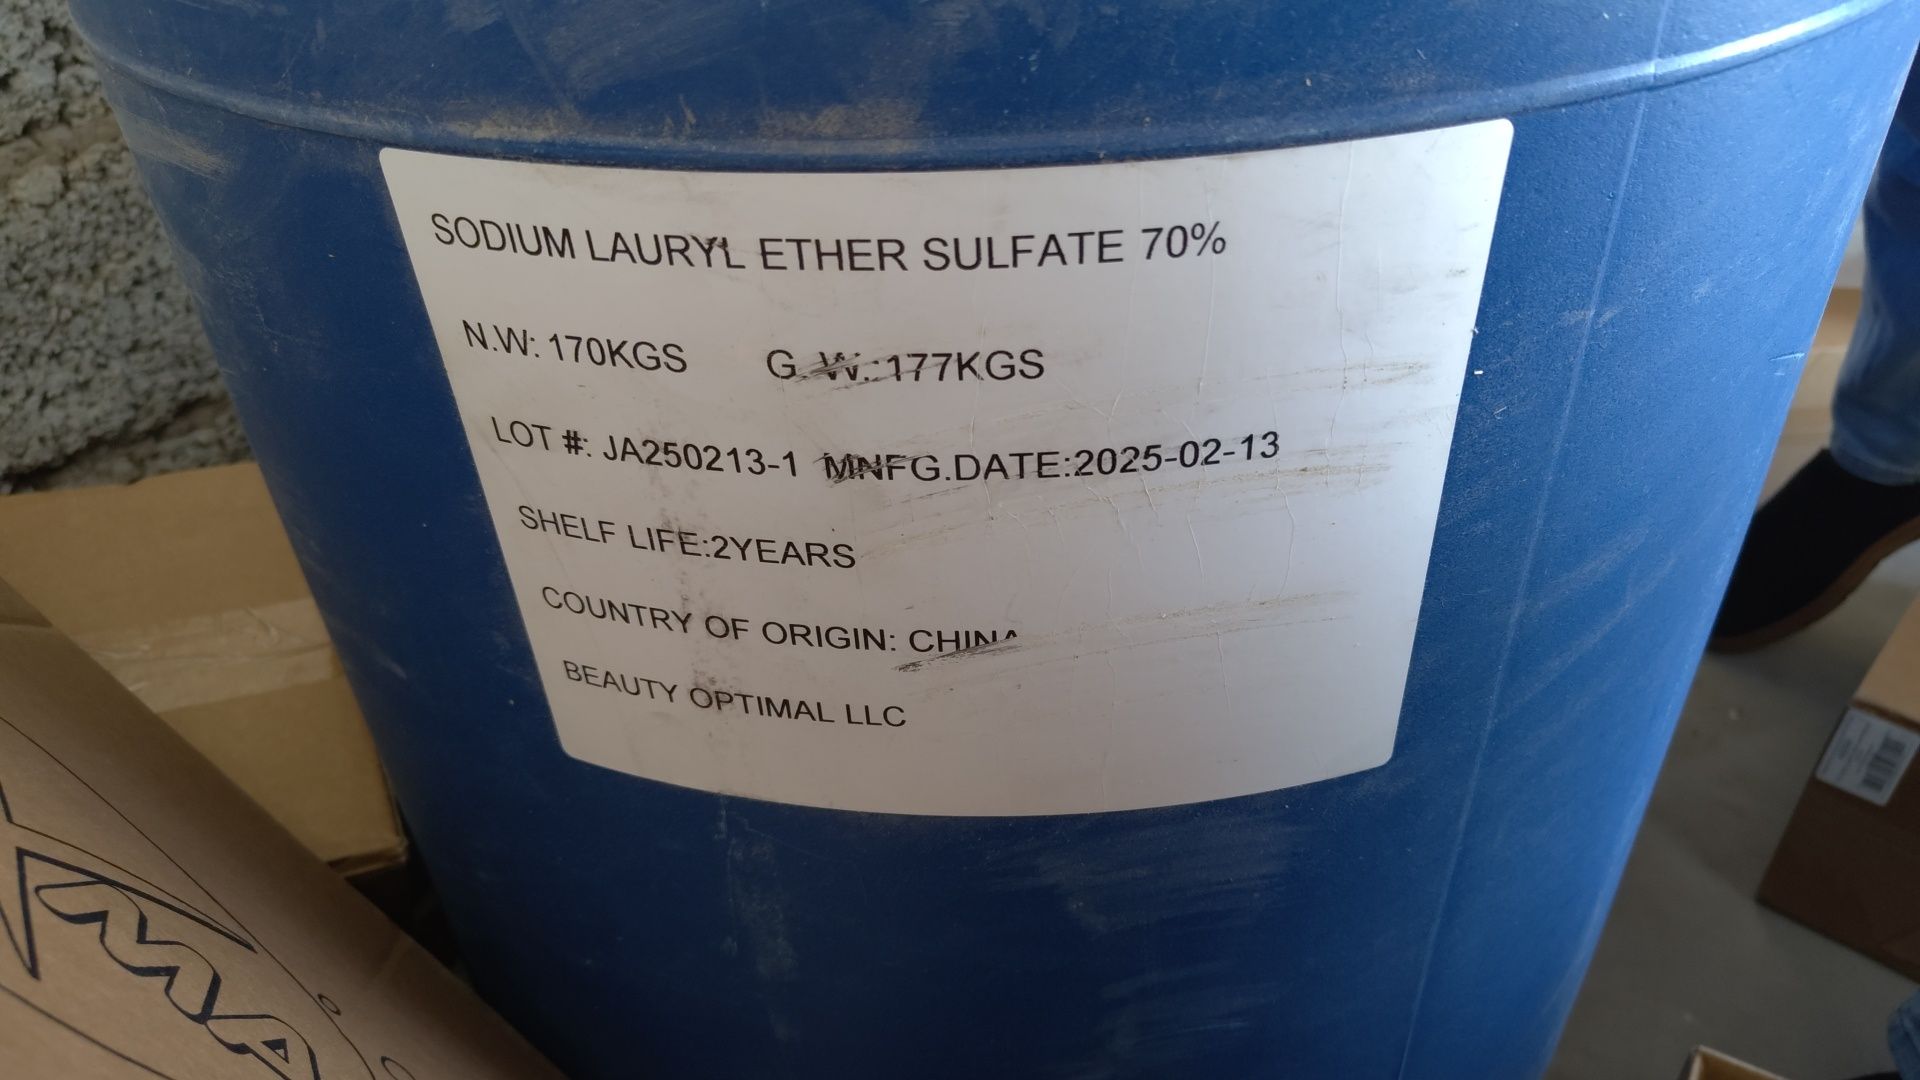 SODIUM LAURYL ETHER SULFATE 70%
N.W: 170KGS G.W.:177KGS
LOT #: JA250213-1 MNFG.DATE:2025-02-13
SHELF LIFE:2YEARS
COUNTRY OF ORIGIN: CHINA
BEAUTY OPTIMAL LLC